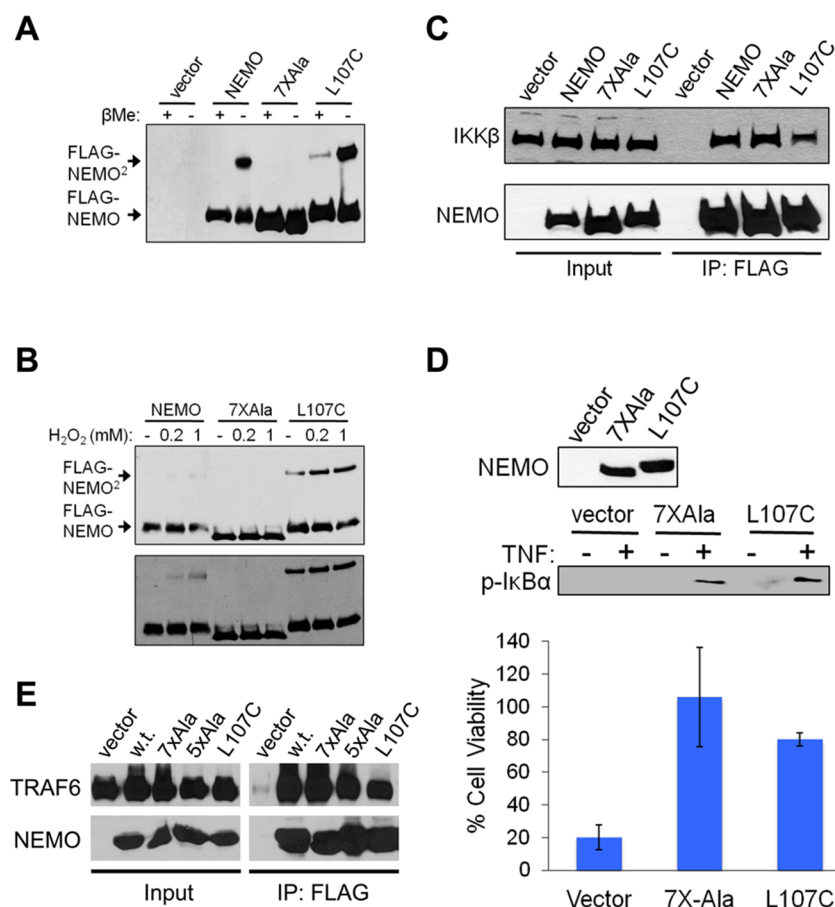 A
vector NEMO 7XAla L107C
βMe: + - + - + - + -
FLAG-
NEMO²
FLAG-
NEMO
B
NEMO 7XAla L107C
H₂O₂ (mM): - 0.2 1 - 0.2 1 - 0.2 1
FLAG-
NEMO²
FLAG-
NEMO
C
vector NEMO 7XAla L107C vector NEMO 7XAla L107C
IKKβ
NEMO
Input IP: FLAG
D
vector 7XAla L107C
NEMO
vector 7XAla L107C
TNF: - + - + - +
p-IκBα
% Cell Viability
140
120
100
80
60
40
20
0
Vector 7X-Ala L107C
E
vector w.t. 7xAla 5xAla L107C vector w.t. 7xAla 5xAla L107C
TRAF6
NEMO
Input IP: FLAG